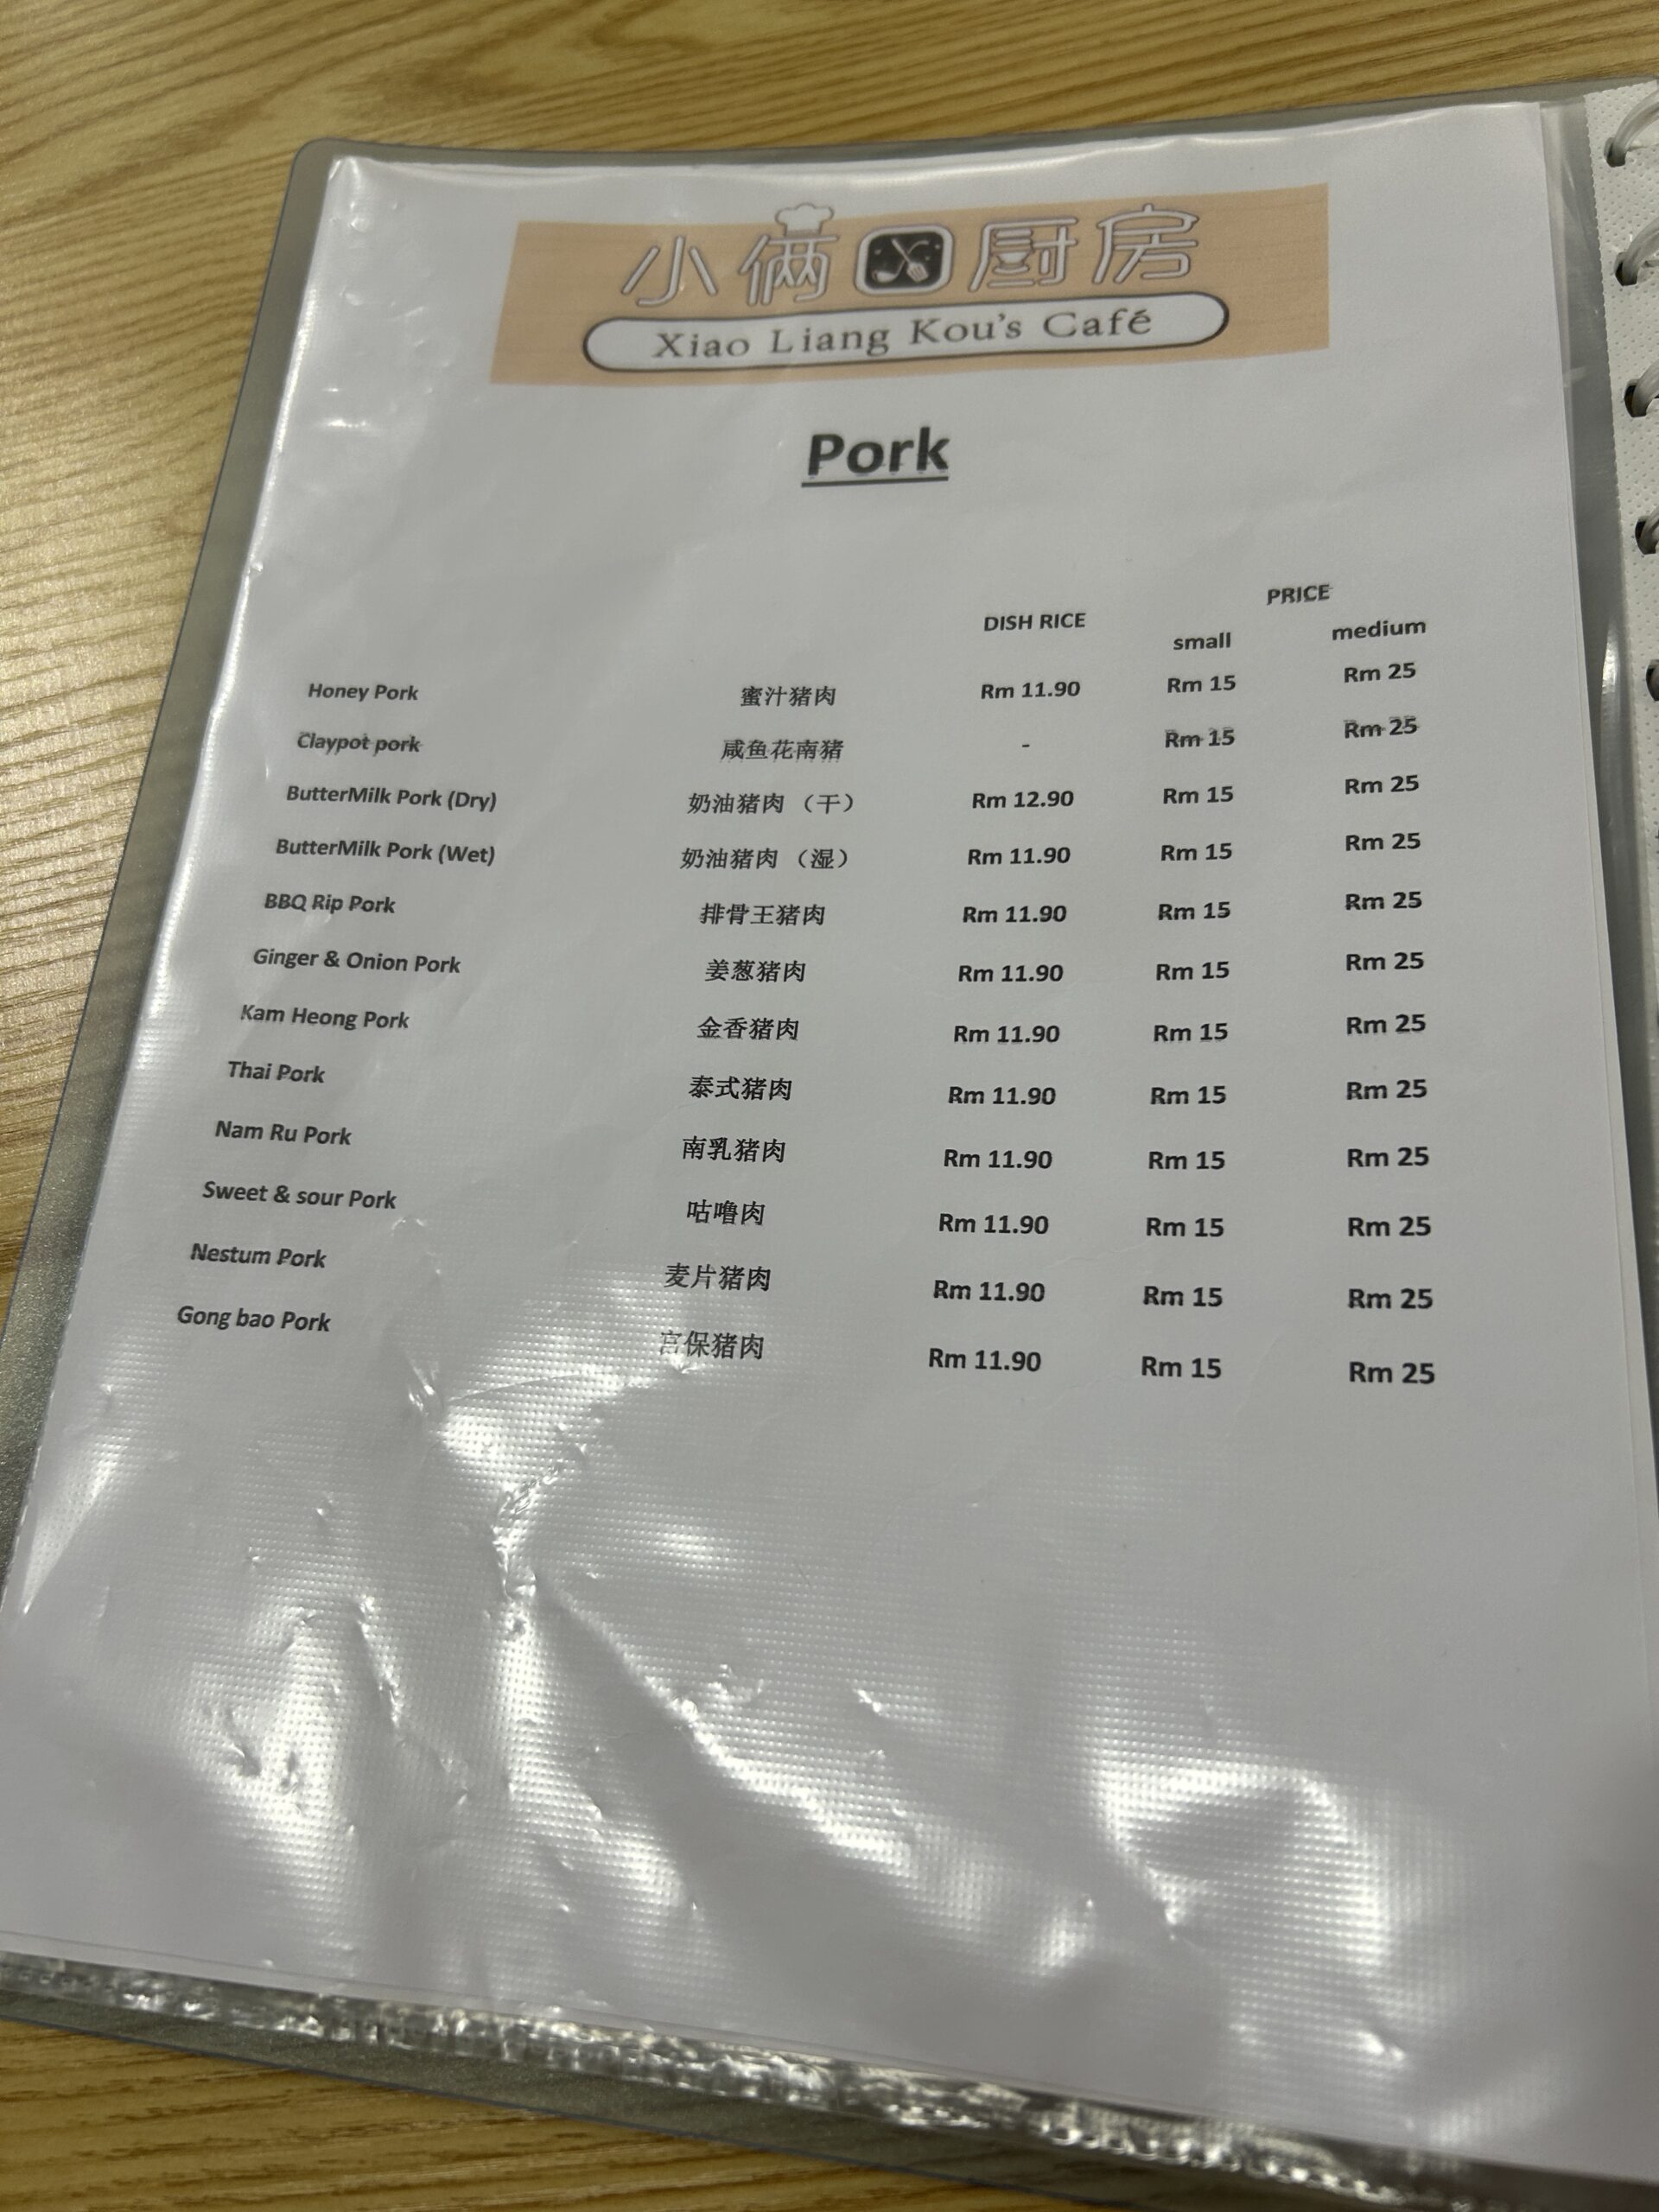 小俩口厨房
Xiao Liang Kou's Café
Pork
PRICE
DISH RICE small medium
Honey Pork 蜜汁猪肉 Rm 11.90 Rm 15 Rm 25
Claypot pork 咸鱼花南猪 - Rm 15 Rm 25
ButterMilk Pork (Dry) 奶油猪肉 （干） Rm 12.90 Rm 15 Rm 25
ButterMilk Pork (Wet) 奶油猪肉 （湿） Rm 11.90 Rm 15 Rm 25
BBQ Rip Pork 排骨王猪肉 Rm 11.90 Rm 15 Rm 25
Ginger & Onion Pork 姜葱猪肉 Rm 11.90 Rm 15 Rm 25
Kam Heong Pork 金香猪肉 Rm 11.90 Rm 15 Rm 25
Thai Pork 泰式猪肉 Rm 11.90 Rm 15 Rm 25
Nam Ru Pork 南乳猪肉 Rm 11.90 Rm 15 Rm 25
Sweet & sour Pork 咕噜肉 Rm 11.90 Rm 15 Rm 25
Nestum Pork 麦片猪肉 Rm 11.90 Rm 15 Rm 25
Gong bao Pork 宫保猪肉 Rm 11.90 Rm 15 Rm 25